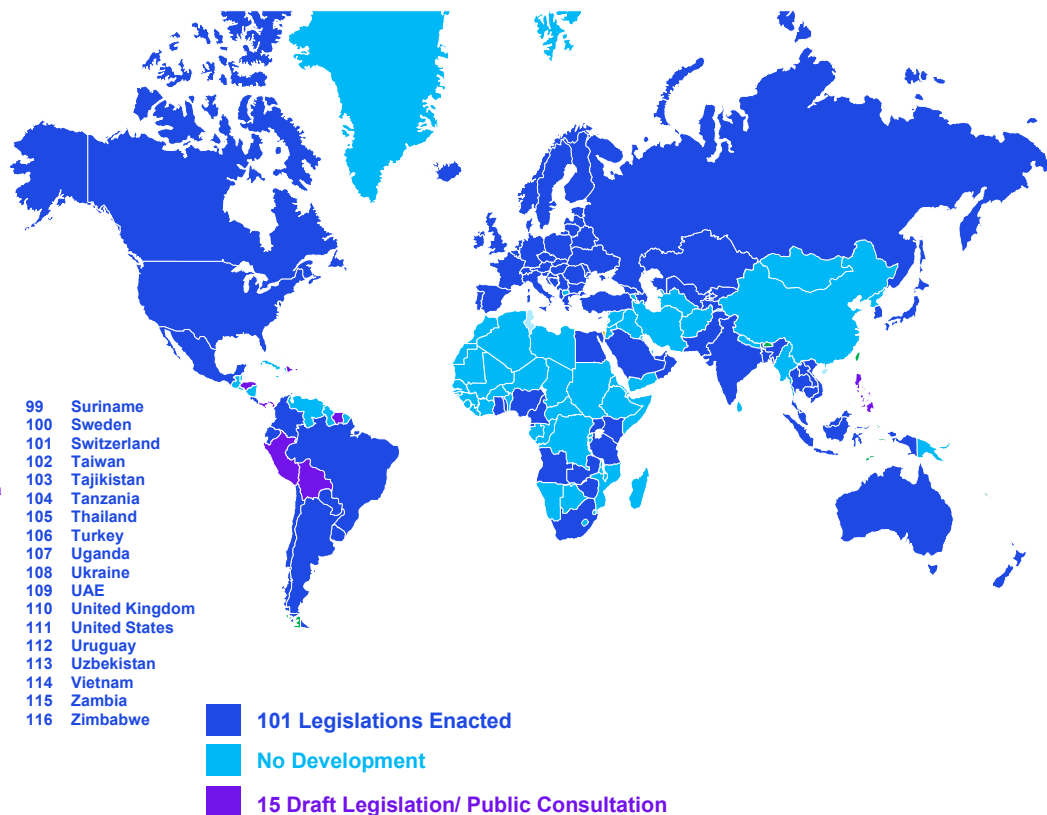 99 Suriname
100 Sweden
101 Switzerland
102 Taiwan
103 Tajikistan
104 Tanzania
105 Thailand
106 Turkey
107 Uganda
108 Ukraine
109 UAE
110 United Kingdom
111 United States
112 Uruguay
113 Uzbekistan
114 Vietnam
115 Zambia
116 Zimbabwe
101 Legislations Enacted
No Development
15 Draft Legislation/ Public Consultation